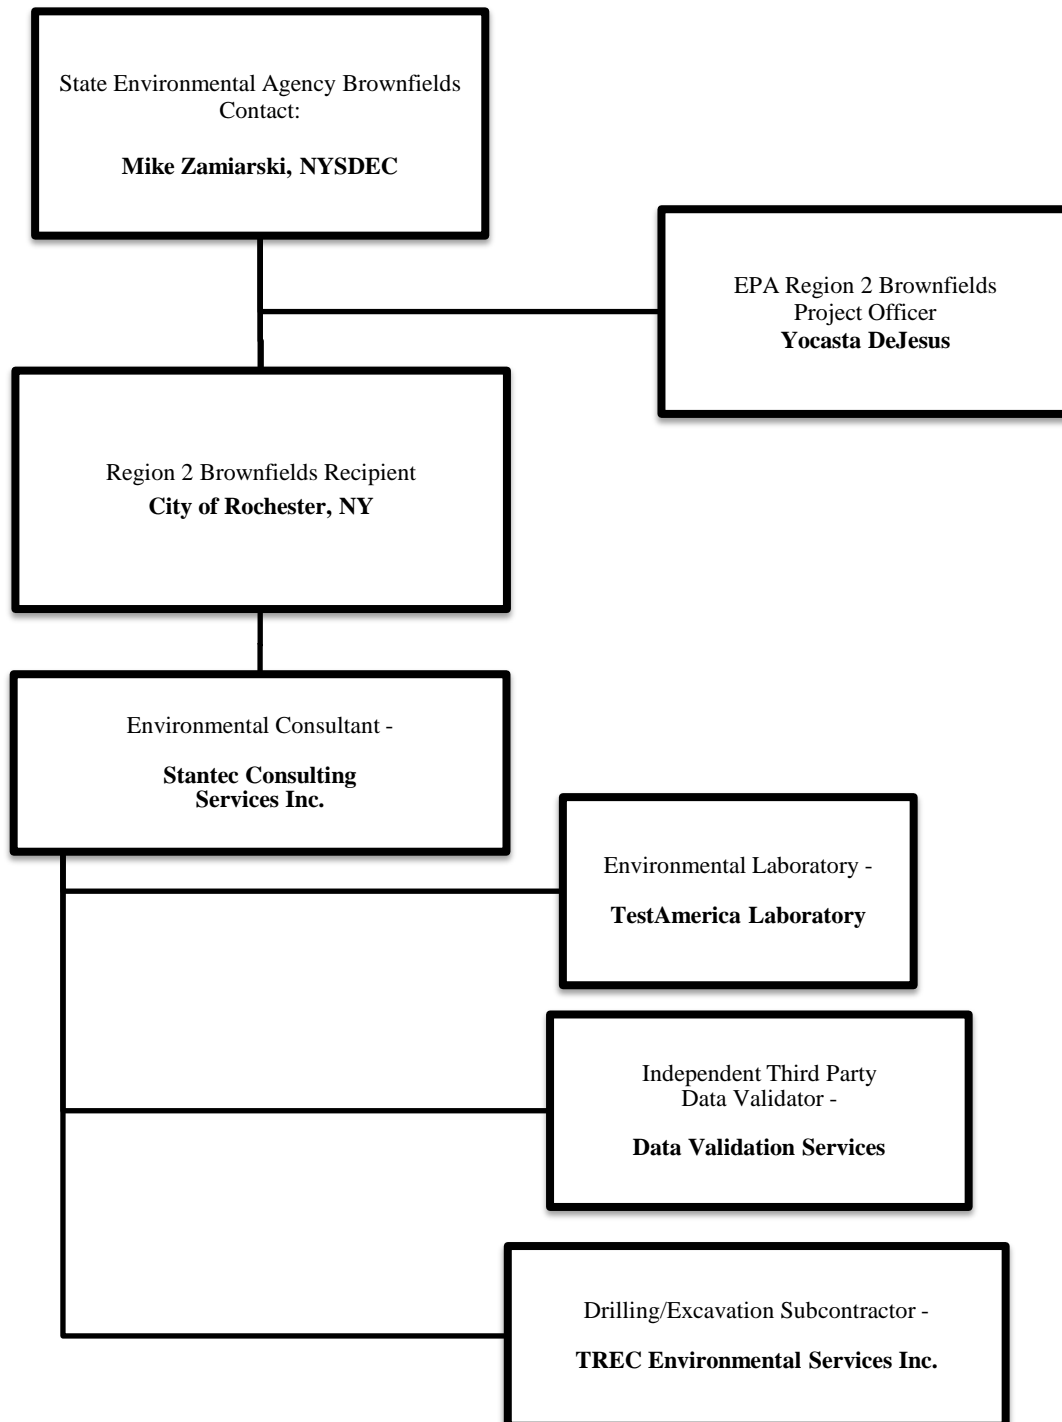 State Environmental Agency Brownfields
Contact:
Mike Zamiarski, NYSDEC
EPA Region 2 Brownfields
Project Officer
Yocasta DeJesus
Region 2 Brownfields Recipient
City of Rochester, NY
Environmental Consultant -
Stantec Consulting
Services Inc.
Environmental Laboratory -
TestAmerica Laboratory
Independent Third Party
Data Validator -
Data Validation Services
Drilling/Excavation Subcontractor -
TREC Environmental Services Inc.